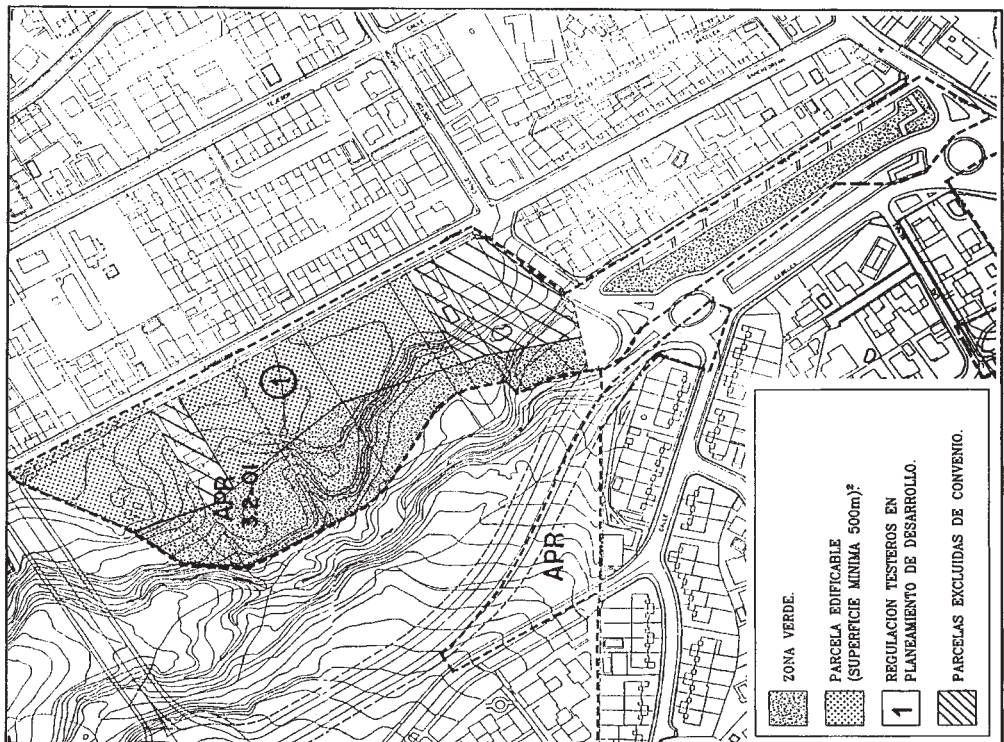 APR
3.2-01
1
APR
CALLE
ZONA VERDE.
PARCELA EDIFICABLE
(SUPERFICIE MINIMA 500m)².
1
REGULACION TESTEROS EN
PLANEAMIENTO DE DESARROLLO.
PARCELAS EXCLUIDAS DE CONVENIO.